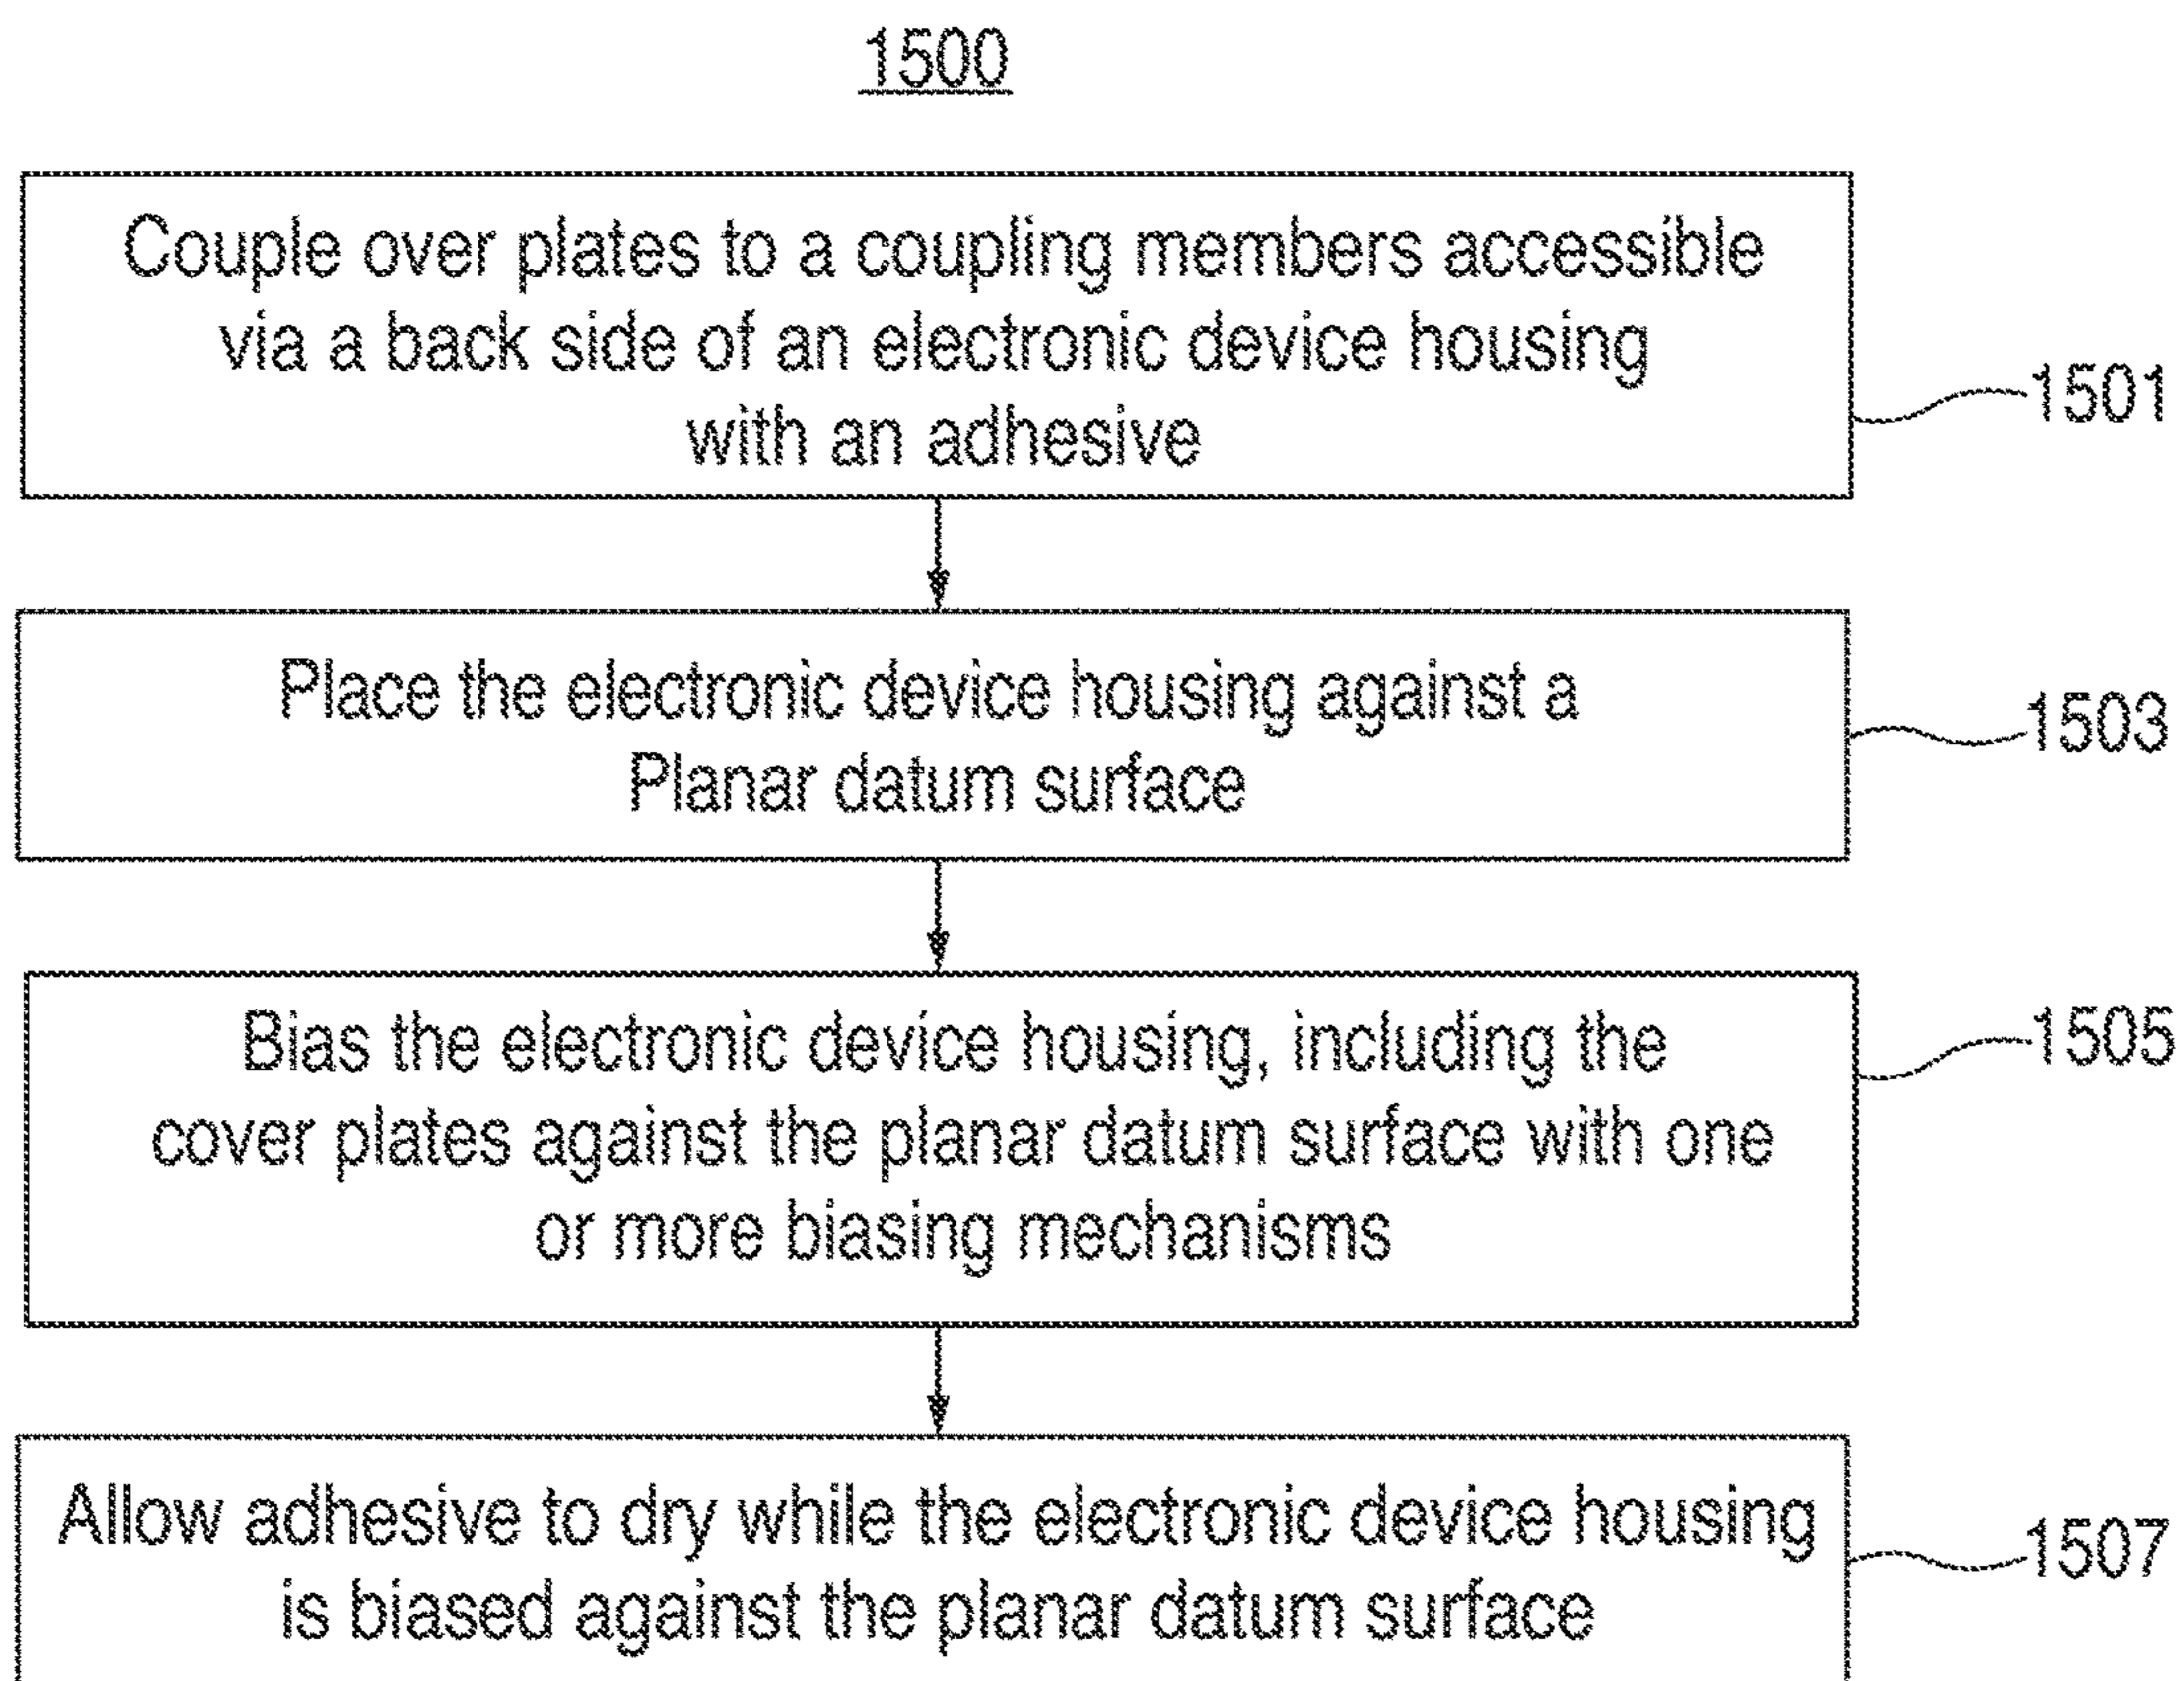 1500
Couple over plates to a coupling members accessible
via a back side of an electronic device housing
with an adhesive
1501
Place the electronic device housing against a
Planar datum surface
1503
Bias the electronic device housing, including the
cover plates against the planar datum surface with one
or more biasing mechanisms
1505
Allow adhesive to dry while the electronic device housing
is biased against the planar datum surface
1507